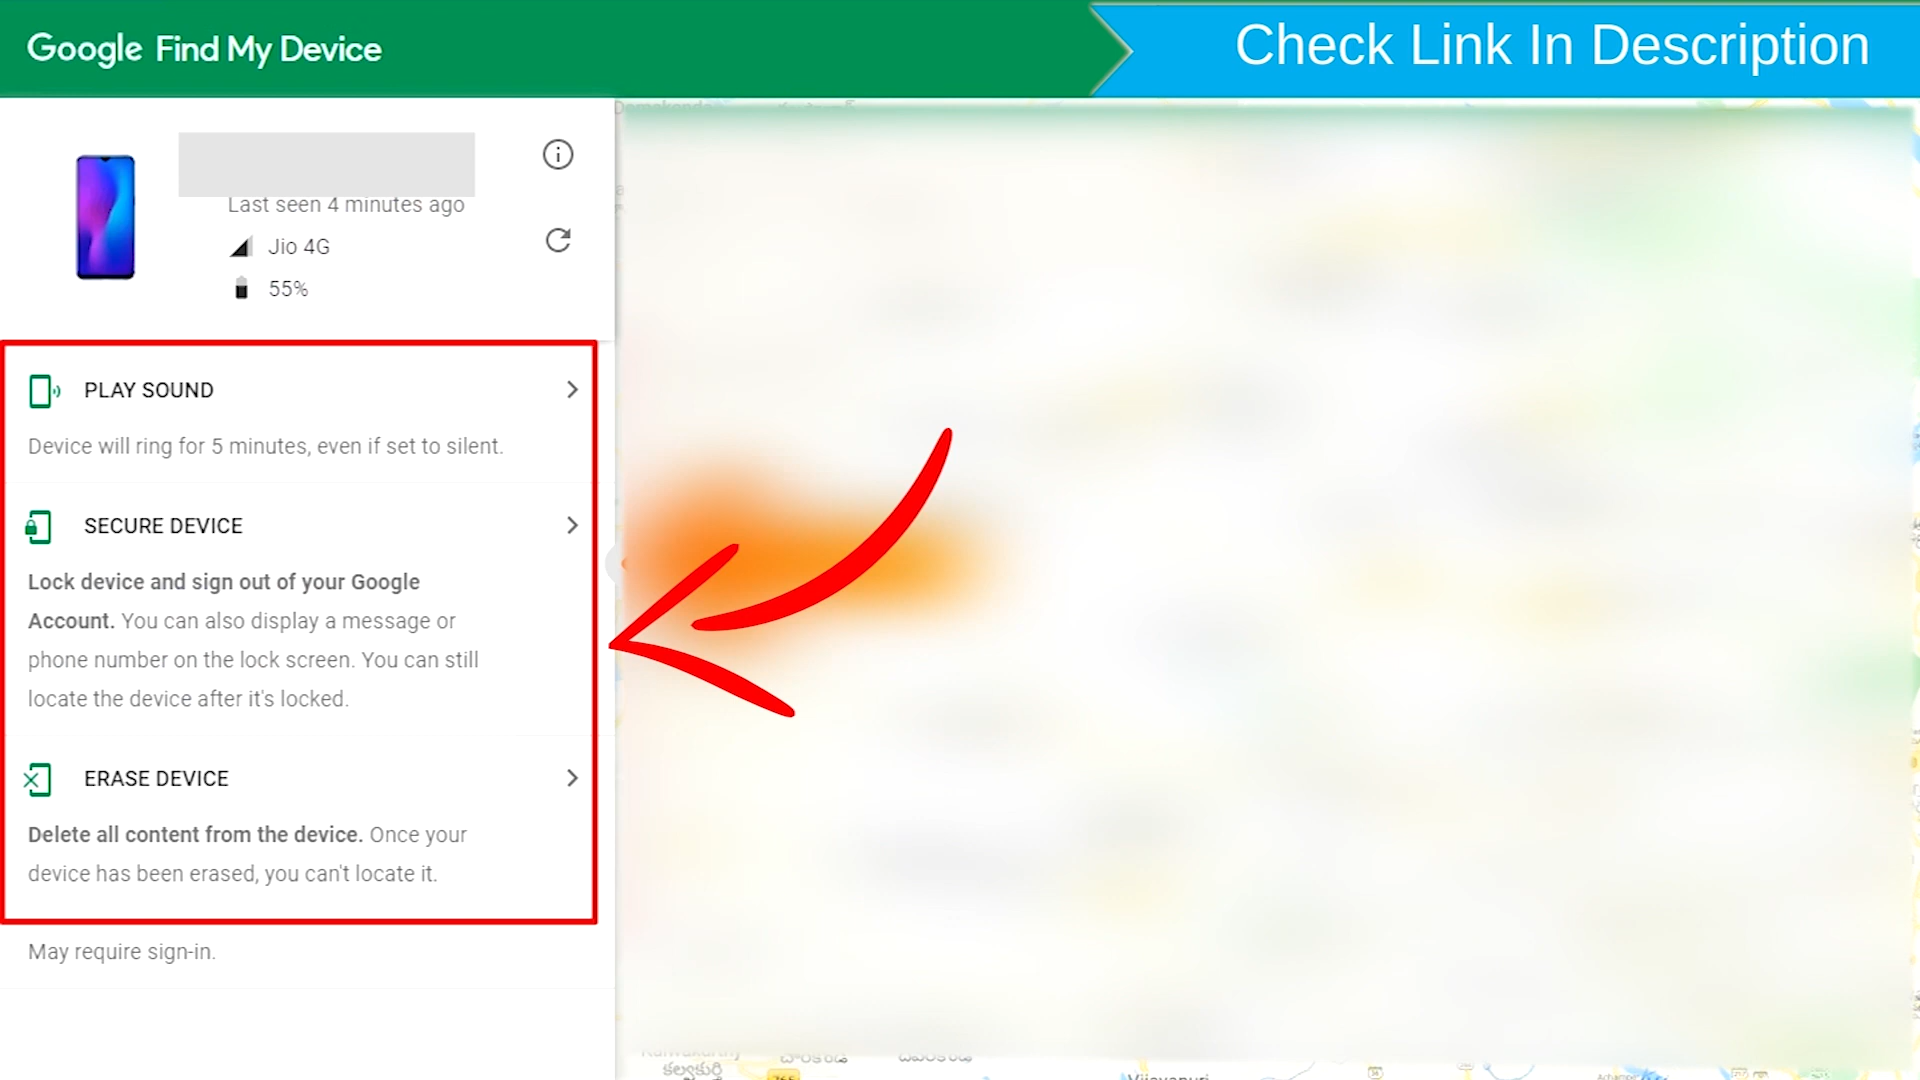 Google Find My Device
Check Link In Description
Last seen 4 minutes ago
Jio 4G
55%
PLAY SOUND
Device will ring for 5 minutes, even if set to silent.
SECURE DEVICE
Lock device and sign out of your Google
Account. You can also display a message or
phone number on the lock screen. You can still
locate the device after it's locked.
ERASE DEVICE
Delete all content from the device. Once your
device has been erased, you can't locate it.
May require sign-in.
కల్వకుర్తి